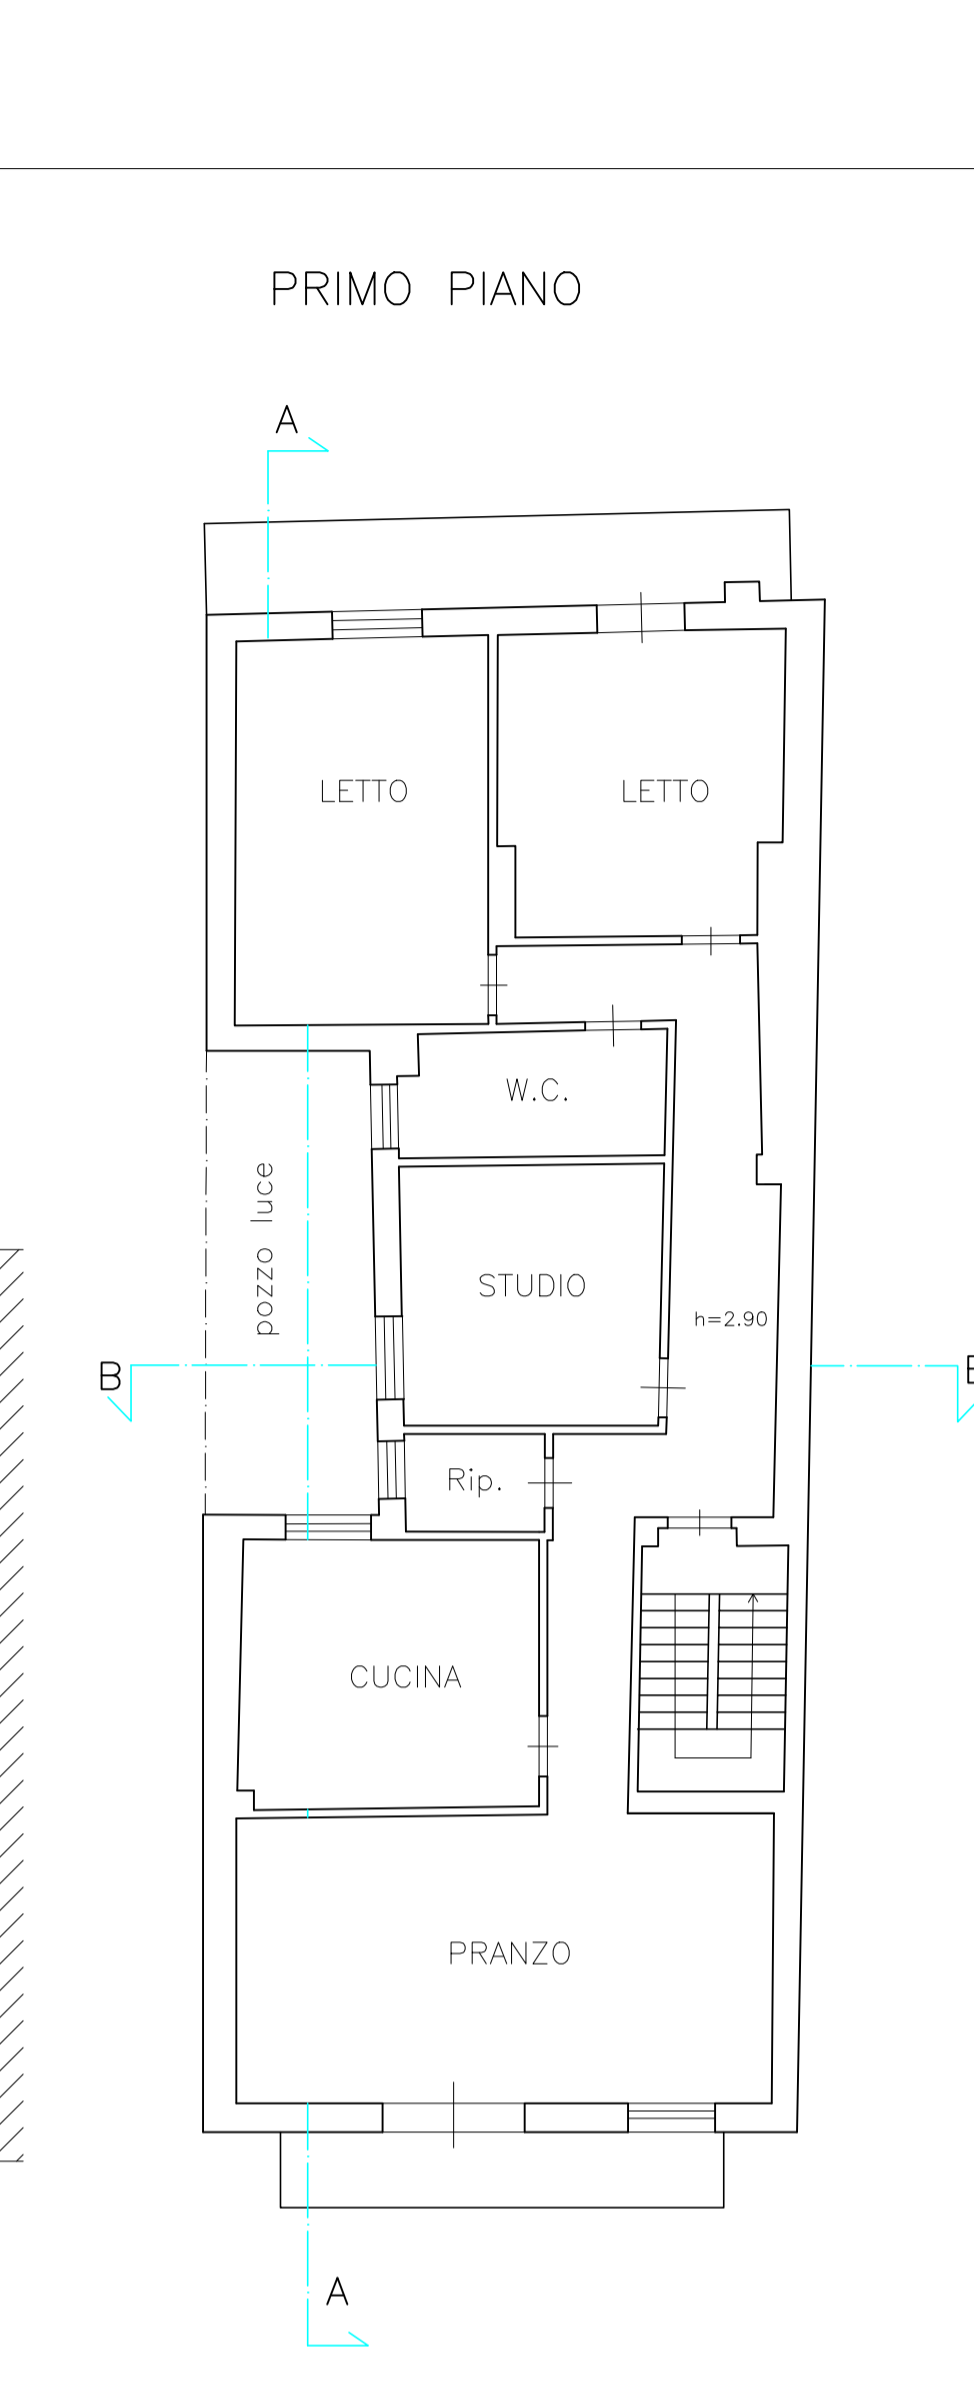 PRIMO PIANO
A
LETTO
LETTO
W.C.
pozzo luce
STUDIO
h=2.90
B
Rip.
CUCINA
PRANZO
A